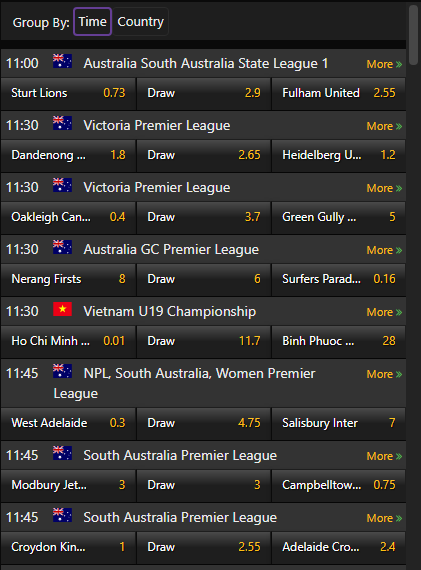 Group By: Time Country
11:00 Australia South Australia State League 1 More »
Sturt Lions 0.73 Draw 2.9 Fulham United 2.55
11:30 Victoria Premier League More »
Dandenong ... 1.8 Draw 2.65 Heidelberg U... 1.2
11:30 Victoria Premier League More »
Oakleigh Can... 0.4 Draw 3.7 Green Gully ... 5
11:30 Australia GC Premier League More »
Nerang Firsts 8 Draw 6 Surfers Parad... 0.16
11:30 Vietnam U19 Championship More »
Ho Chi Minh ... 0.01 Draw 11.7 Binh Phuoc ... 28
11:45 NPL, South Australia, Women Premier More »
League
West Adelaide 0.3 Draw 4.75 Salisbury Inter 7
11:45 South Australia Premier League More »
Modbury Jet... 3 Draw 3 Campbelltow... 0.75
11:45 South Australia Premier League More »
Croydon Kin... 1 Draw 2.55 Adelaide Cro... 2.4